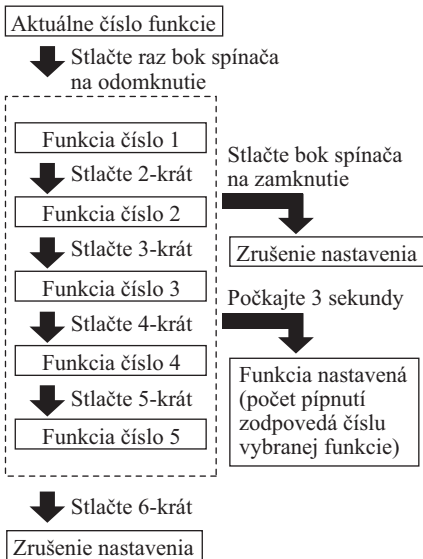 Aktuálne číslo funkcie
Stlačte raz bok spínača
na odomknutie
Funkcia číslo 1
Stlačte 2-krát
Funkcia číslo 2
Stlačte 3-krát
Funkcia číslo 3
Stlačte 4-krát
Funkcia číslo 4
Stlačte 5-krát
Funkcia číslo 5
Stlačte bok spínača
na zamknutie
Zrušenie nastavenia
Počkajte 3 sekundy
Funkcia nastavená
(počet pípnutí
zodpovedá číslu
vybranej funkcie)
Stlačte 6-krát
Zrušenie nastavenia